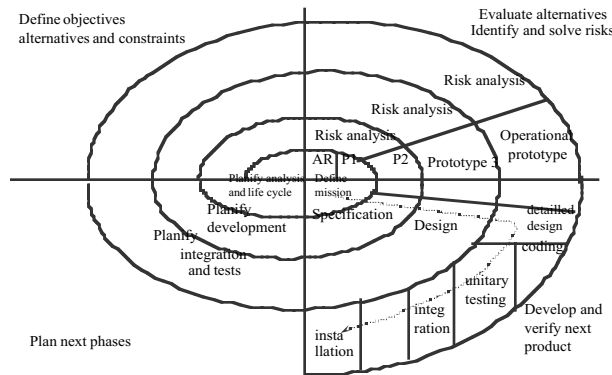 Define objectives
alternatives and constraints
Evaluate alternatives
Identify and solve risks
Risk analysis
Risk analysis
Risk analysis
Operational
prototype
AR
P1
P2
Prototype 3
Planify analysis
and life cycle
Define
mission
Planify
development
Specification
Design
detailled
design
coding
Planify
integration
and tests
unitary
testing
integ
ration
insta
llation
Develop and
verify next
product
Plan next phases